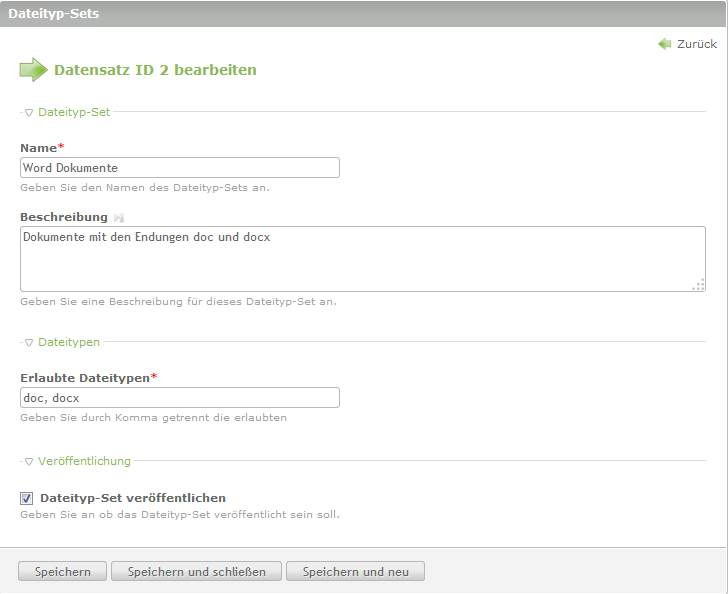 Dateityp-Sets
Zurück
Datensatz ID 2 bearbeiten
Dateityp-Set
Name*
Word Dokumente
Geben Sie den Namen des Dateityp-Sets an.
Beschreibung
Dokumente mit den Endungen doc und docx
Geben Sie eine Beschreibung für dieses Dateityp-Set an.
Dateitypen
Erlaubte Dateitypen*
doc, docx
Geben Sie durch Komma getrennt die erlaubten
Veröffentlichung
Dateityp-Set veröffentlichen
Geben Sie an ob das Dateityp-Set veröffentlicht sein soll.
Speichern Speichern und schließen Speichern und neu